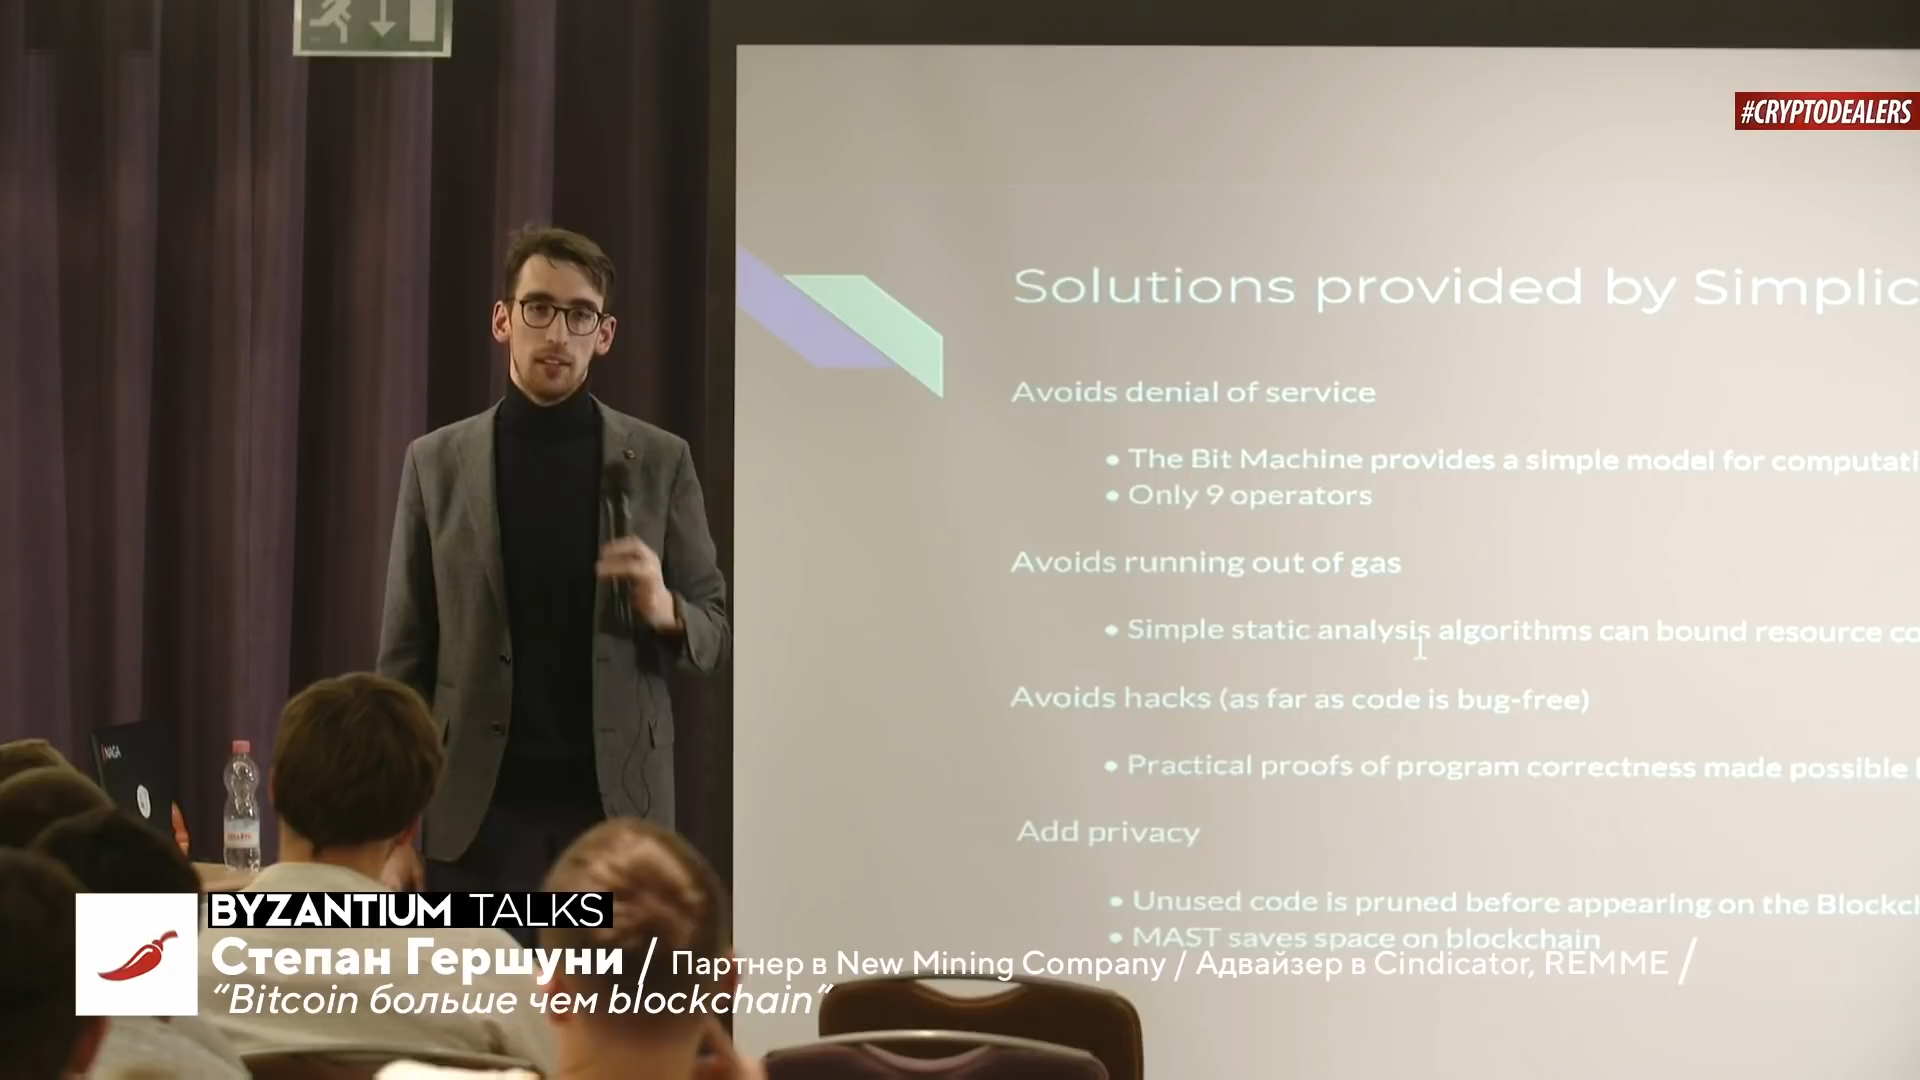 #CRYPTODEALERS
Solutions provided by Simplic
Avoids denial of service
• The Bit Machine provides a simple model for computati
• Only 9 operators
Avoids running out of gas
• Simple static analysis algorithms can bound resource co
Avoids hacks (as far as code is bug-free)
• Practical proofs of program correctness made possible
Add privacy
• Unused code is pruned before appearing on the Blockch
• MAST saves space on blockchain
NAGA
BYZANTIUM TALKS
Степан Гершуни / Партнер в New Mining Company / Адвайзер в Cindicator, REMME /
“Bitcoin больше чем blockchain”